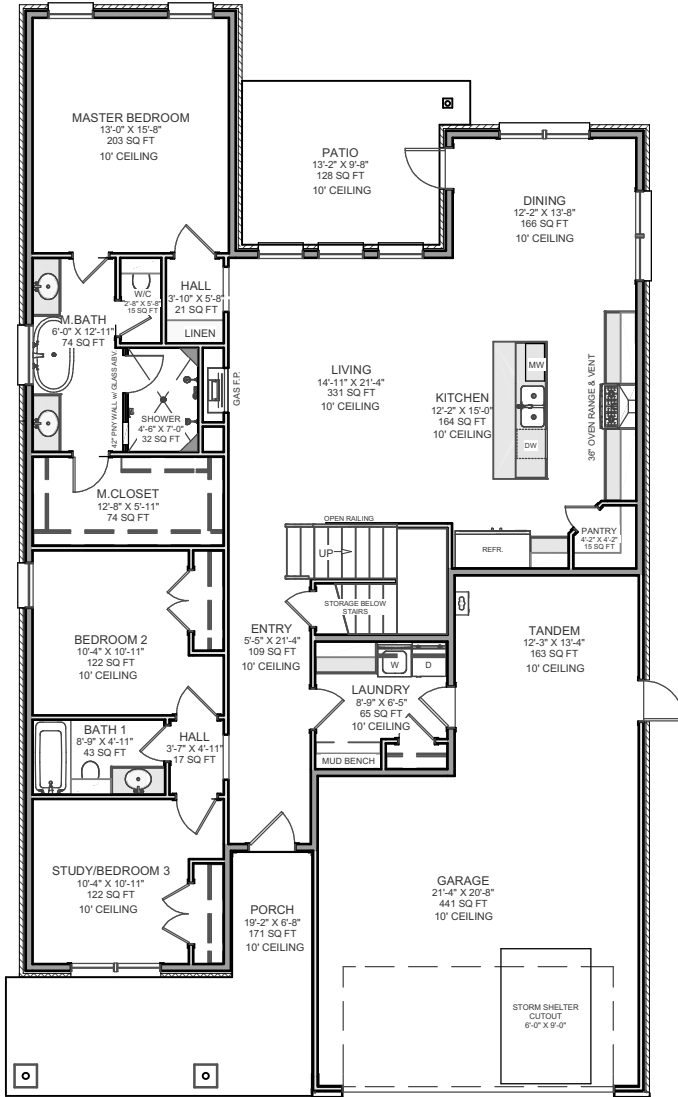 MASTER BEDROOM
13'-0" X 15'-8"
203 SQ FT
10' CEILING
PATIO
13'-2" X 9'-8"
128 SQ FT
10' CEILING
DINING
12'-2" X 13'-8"
166 SQ FT
10' CEILING
W/C
2'-8" X 5'-8"
15 SQ FT
HALL
3'-10" X 5'-8"
21 SQ FT
LINEN
M.BATH
6'-0" X 12'-11"
74 SQ FT
42" PNY WALL w/ GLASS ABV.
SHOWER
4'-6" X 7'-0"
32 SQ FT
GAS F.P.
LIVING
14'-11" X 21'-4"
331 SQ FT
10' CEILING
KITCHEN
12'-2" X 15'-0"
164 SQ FT
10' CEILING
MW
DW
36" OVEN RANGE & VENT
M.CLOSET
12'-8" X 5'-11"
74 SQ FT
OPEN RAILING
UP
REFR.
PANTRY
4'-2" X 4'-2"
15 SQ FT
STORAGE BELOW
STAIRS
BEDROOM 2
10'-4" X 10'-11"
122 SQ FT
10' CEILING
ENTRY
5'-5" X 21'-4"
109 SQ FT
10' CEILING
TANDEM
12'-3" X 13'-4"
163 SQ FT
10' CEILING
W
D
LAUNDRY
8'-9" X 6'-5"
65 SQ FT
10' CEILING
MUD BENCH
BATH 1
8'-9" X 4'-11"
43 SQ FT
HALL
3'-7" X 4'-11"
17 SQ FT
STUDY/BEDROOM 3
10'-4" X 10'-11"
122 SQ FT
10' CEILING
PORCH
19'-2" X 6'-8"
171 SQ FT
10' CEILING
GARAGE
21'-4" X 20'-8"
441 SQ FT
10' CEILING
STORM SHELTER
CUTOUT
6'-0" X 9'-0"